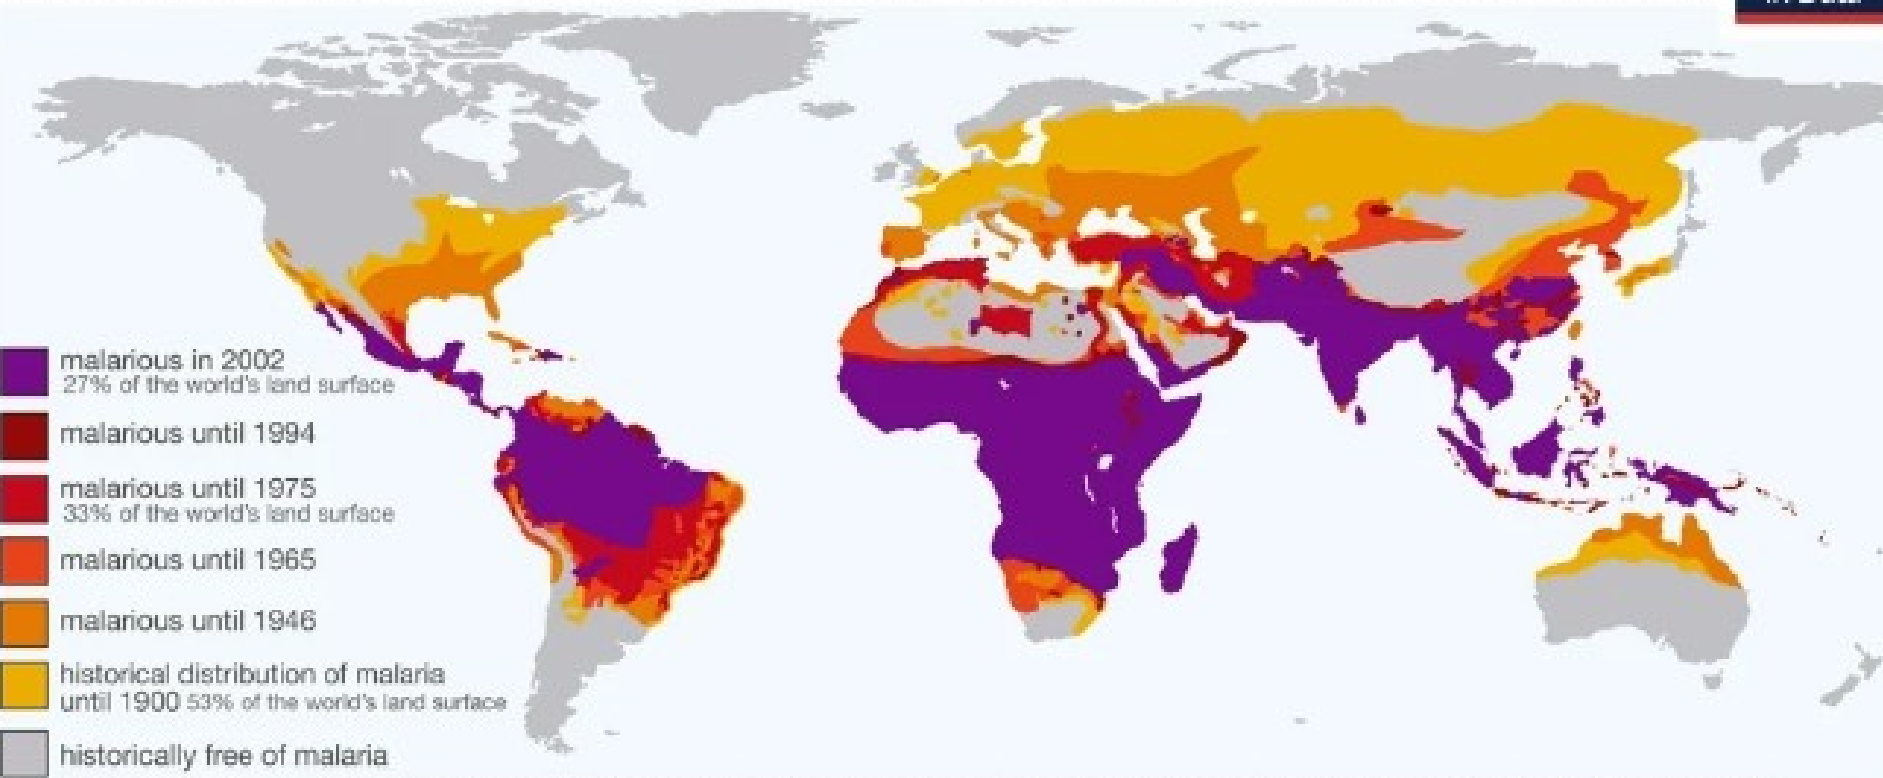 malarious in 2002
27% of the world's land surface
malarious until 1994
malarious until 1975
33% of the world's land surface
malarious until 1965
malarious until 1946
historical distribution of malaria
until 1900 53% of the world's land surface
historically free of malaria